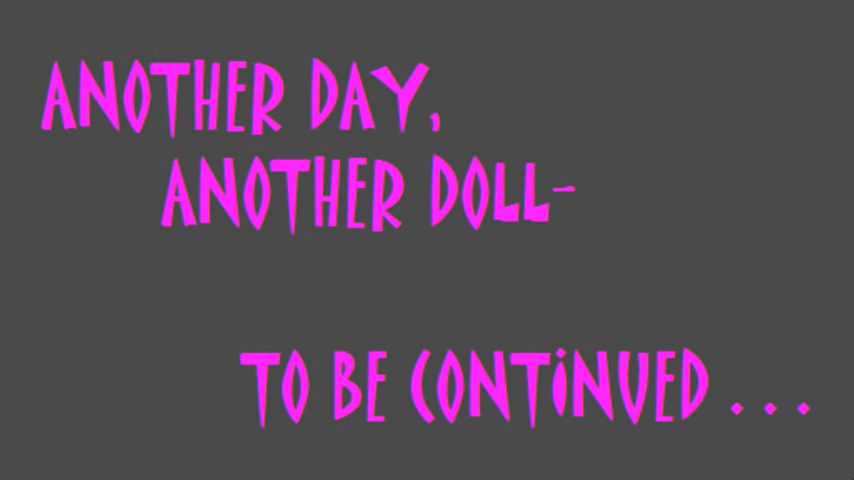 ANOTHER DAY,
ANOTHER DOLL-
TO BE CONTiNUED . . .